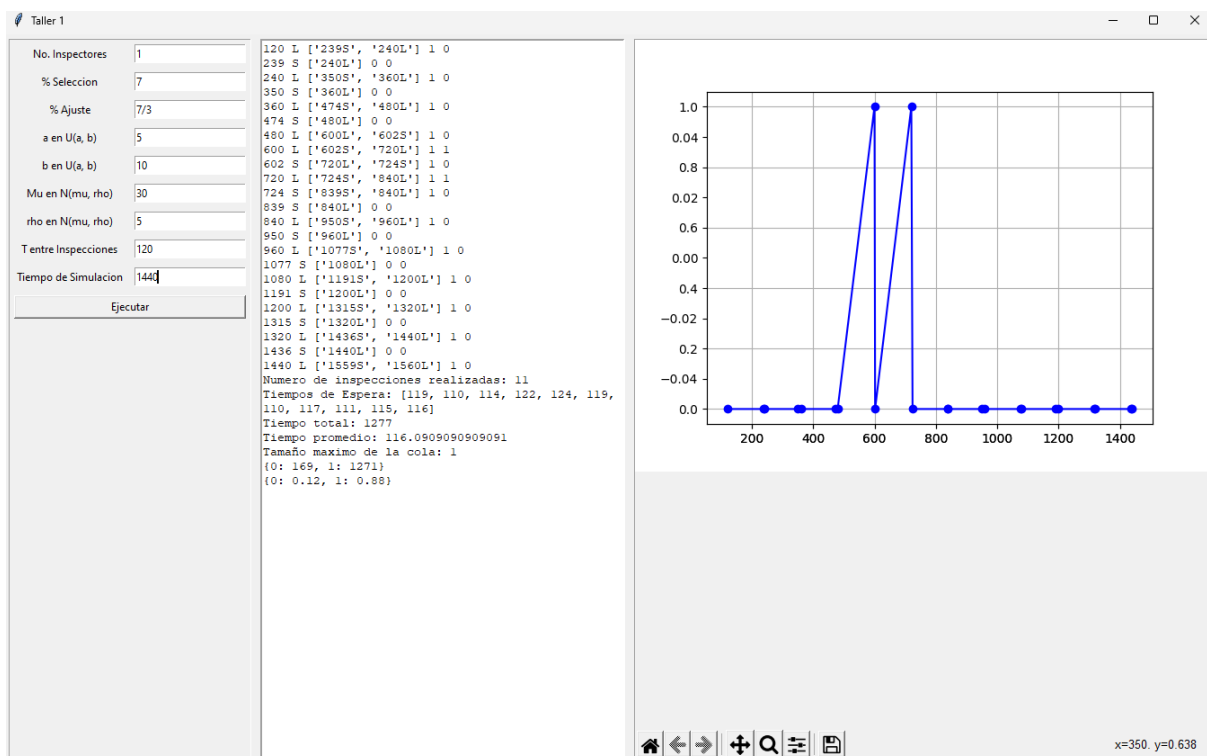 Taller 1
No. Inspectores 1
% Seleccion 7
% Ajuste 7/3
a en U(a, b) 5
b en U(a, b) 10
Mu en N(mu, rho) 30
rho en N(mu, rho) 5
T entre Inspecciones 120
Tiempo de Simulacion 1440
Ejecutar
120 L ['239S', '240L'] 1 0
239 S ['240L'] 0 0
240 L ['350S', '360L'] 1 0
350 S ['360L'] 0 0
360 L ['474S', '480L'] 1 0
474 S ['480L'] 0 0
480 L ['600L', '602S'] 1 0
600 L ['602S', '720L'] 1 1
602 S ['720L', '724S'] 1 0
720 L ['724S', '840L'] 1 1
724 S ['839S', '840L'] 1 0
839 S ['840L'] 0 0
840 L ['950S', '960L'] 1 0
950 S ['960L'] 0 0
960 L ['1077S', '1080L'] 1 0
1077 S ['1080L'] 0 0
1080 L ['1191S', '1200L'] 1 0
1191 S ['1200L'] 0 0
1200 L ['1315S', '1320L'] 1 0
1315 S ['1320L'] 0 0
1320 L ['1436S', '1440L'] 1 0
1436 S ['1440L'] 0 0
1440 L ['1559S', '1560L'] 1 0
Numero de inspecciones realizadas: 11
Tiempos de Espera: [119, 110, 114, 122, 124, 119,
110, 117, 111, 115, 116]
Tiempo total: 1277
Tiempo promedio: 116.0909090909091
Tamaño maximo de la cola: 1
{0: 169, 1: 1271}
{0: 0.12, 1: 0.88}
1.0
0.04
0.8
0.02
0.6
0.00
0.4
−0.02
0.2
−0.04
0.0
200 400 600 800 1000 1200 1400
x=350. y=0.638